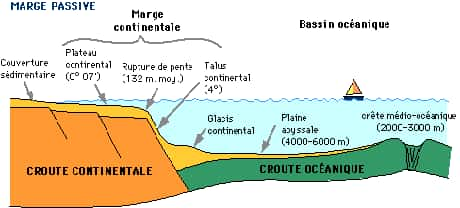 MARGE PASSIVE
Marge
continentale
Bassin océanique
Couverture
sédimentaire
Plateau
continental
(0° 07')
Rupture de pente
(132 m. moy.)
Talus
continental
(4°)
Glacis
continental
Plaine
abyssale
(4000-6000 m)
crête médio-océanique
(2000-3000 m)
CROUTE CONTINENTALE
CROUTE OCÉANIQUE